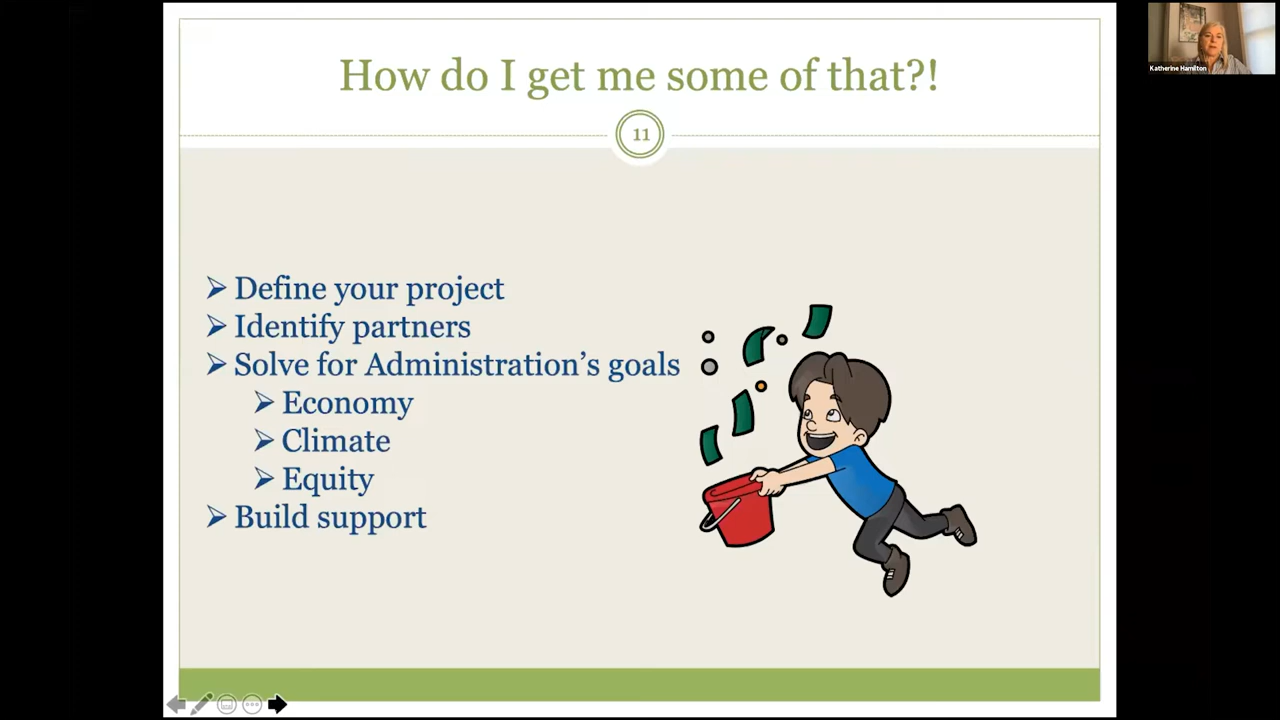 How do I get me some of that?!
11
Define your project
Identify partners
Solve for Administration's goals
Economy
Climate
Equity
Build support
Katherine Hamilton